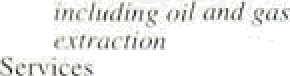 including oil and gas
extraction
Services